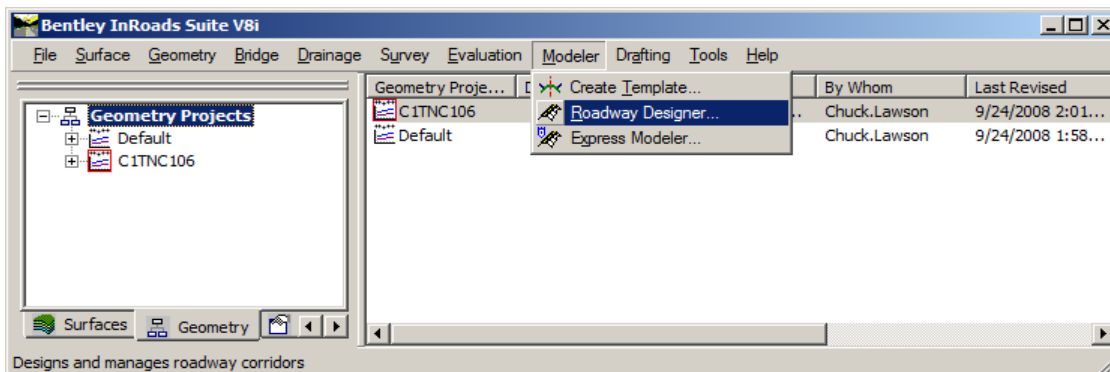 Bentley InRoads Suite V8i
File Surface Geometry Bridge Drainage Survey Evaluation Modeler Drafting Tools Help
Geometry Proje... By Whom Last Revised
Create Template...
Geometry Projects C1TNC106 Roadway Designer... Chuck.Lawson 9/24/2008 2:01...
Default Default Express Modeler... Chuck.Lawson 9/24/2008 1:58...
C1TNC106
Surfaces Geometry
Designs and manages roadway corridors